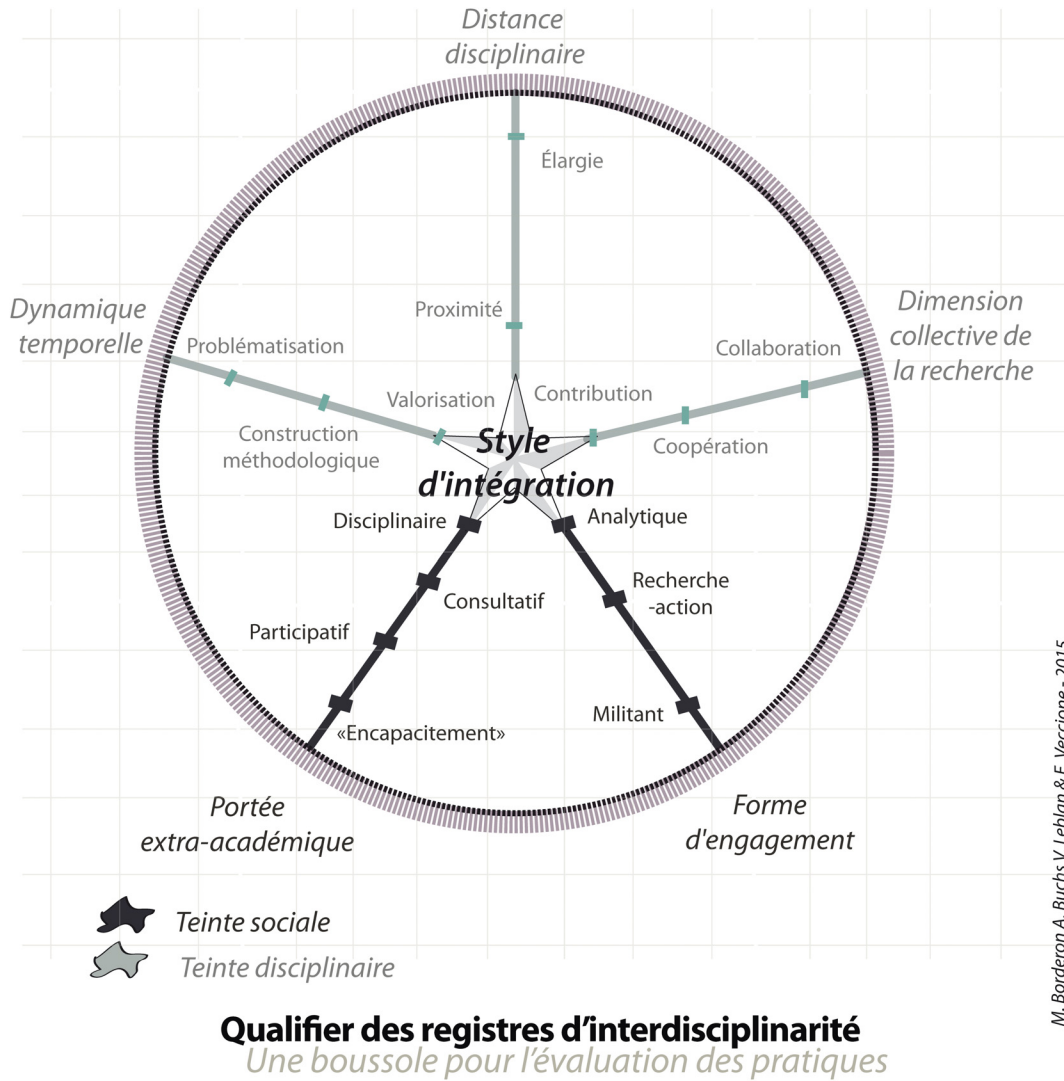 Distance
disciplinaire
Élargie
Dynamique
temporelle
Proximité
Dimension
collective de
la recherche
Problématisation
Collaboration
Valorisation
Contribution
Construction
méthodologique
Coopération
Style
d'intégration
Disciplinaire
Analytique
Consultatif
Recherche
-action
Participatif
Militant
«Encapacitement»
Portée
extra-académique
Forme
d'engagement
Teinte sociale
Teinte disciplinaire
M. Borderon A. Buchs V. Leblan & E. Veccione - 2015
Qualifier des registres d’interdisciplinarité
Une boussole pour l’évaluation des pratiques